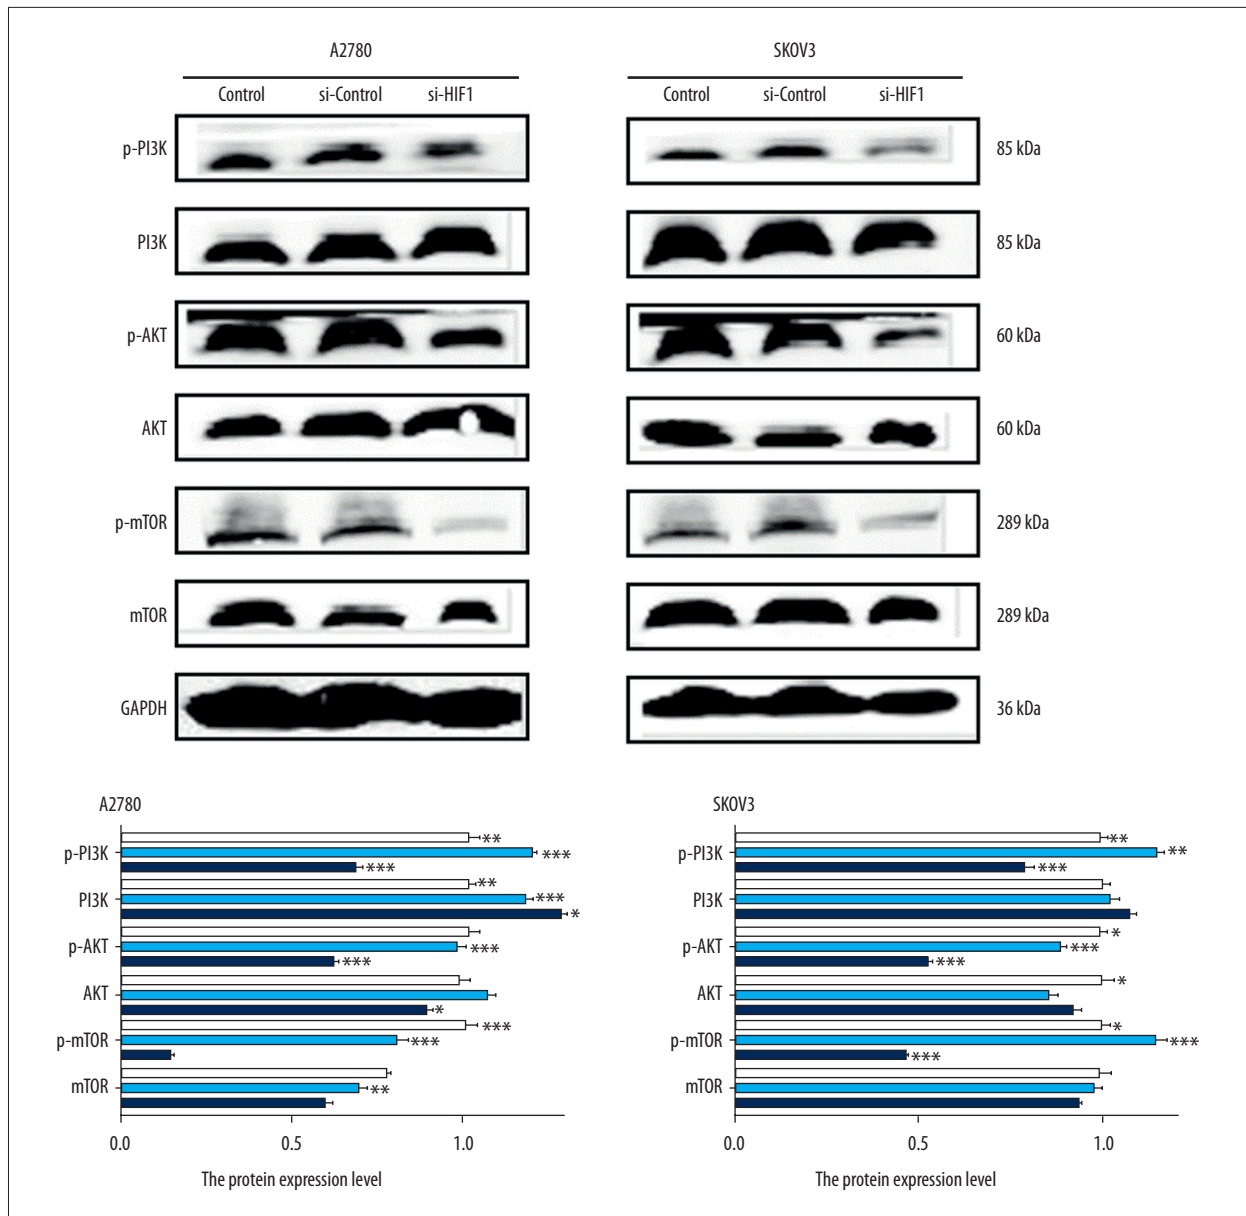 A2780 SKOV3
Control si-Control si-HIF1 Control si-Control si-HIF1
p-PI3K 85 kDa
PI3K 85 kDa
p-AKT 60 kDa
AKT 60 kDa
p-mTOR 289 kDa
mTOR 289 kDa
GAPDH 36 kDa
A2780
**
p-PI3K ***
***
**
PI3K ***
*
p-AKT ***
***
AKT
*
***
p-mTOR ***
mTOR **
0.0 0.5 1.0
The protein expression level
SKOV3
**
p-PI3K **
***
PI3K
*
p-AKT ***
***
*
AKT
*
p-mTOR ***
***
mTOR
0.0 0.5 1.0
The protein expression level